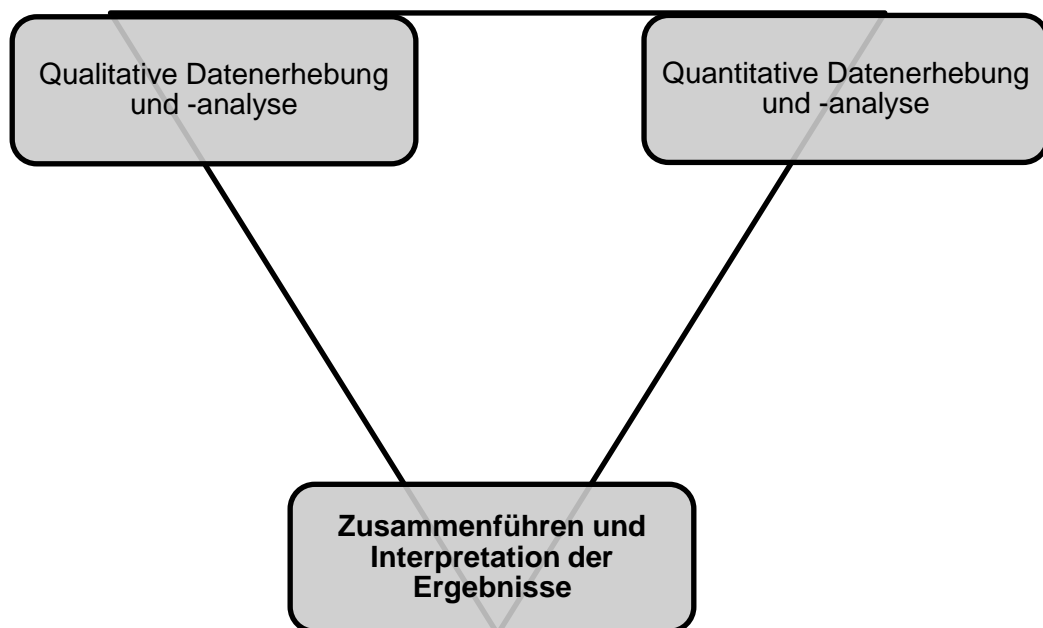 Qualitative Datenerhebung
und -analyse
Quantitative Datenerhebung
und -analyse
Zusammenführen und
Interpretation der
Ergebnisse